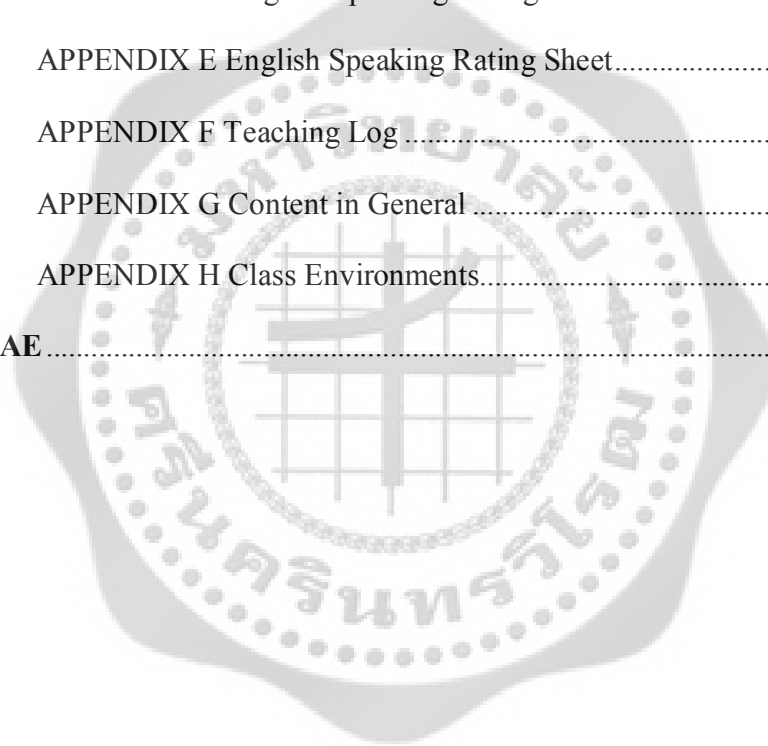 APPENDIX E English Speaking Rating Sheet....................
APPENDIX F Teaching Log ...............................................
APPENDIX G Content in General ......................................
APPENDIX H Class Environments.....................................
AE ...........................................................................................
มหาวิทยาลัย
ศรีนครินทรวิโรฒ